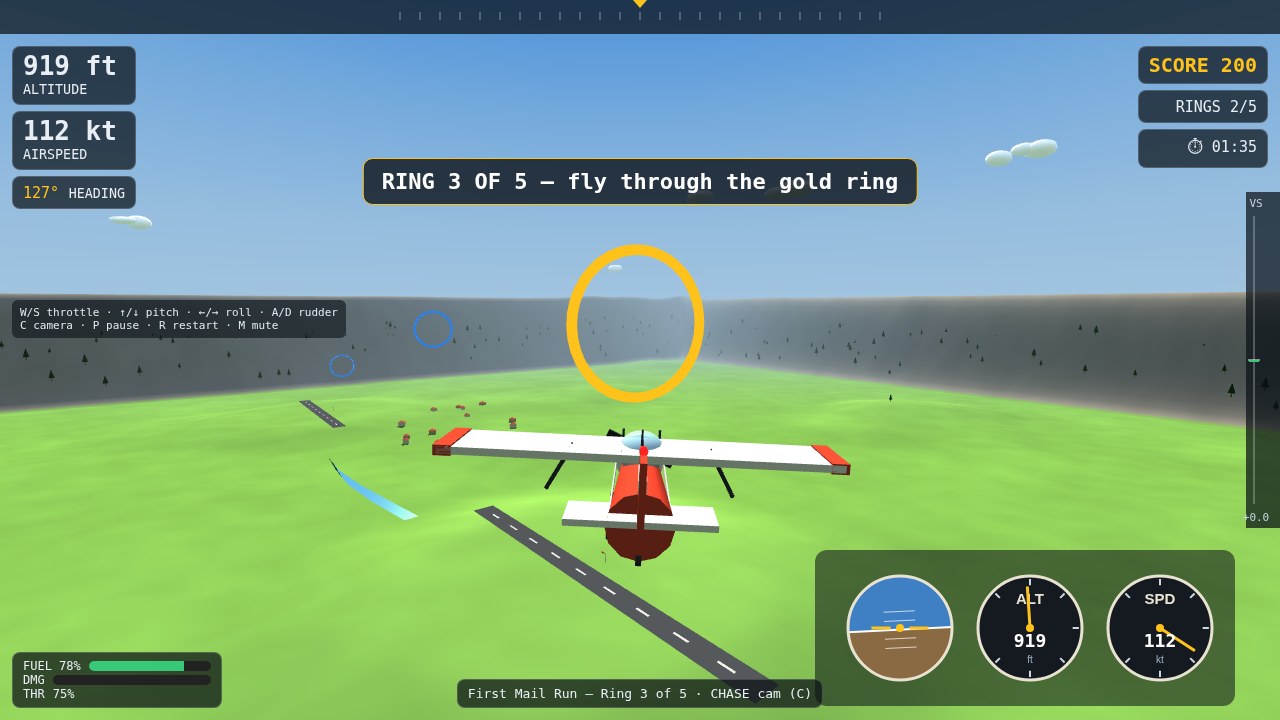 919 ft
ALTITUDE
112 kt
AIRSPEED
127° HEADING
SCORE 200
RINGS 2/5
⏱ 01:35
RING 3 OF 5 — fly through the gold ring
VS
W/S throttle · ↑/↓ pitch · ←/→ roll · A/D rudder
C camera · P pause · R restart · M mute
+0.0
ALT
919
ft
SPD
112
kt
FUEL 78%
DMG
THR 75%
First Mail Run — Ring 3 of 5 · CHASE cam (C)